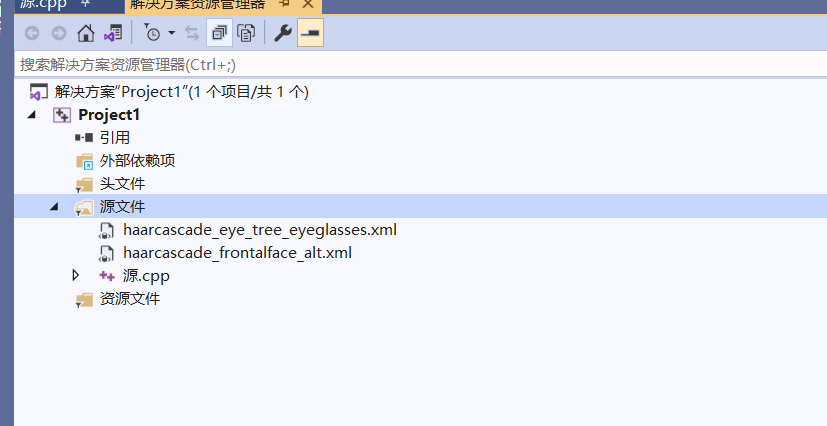 源.cpp 解决方案资源管理器
搜索解决方案资源管理器(Ctrl+;)
解决方案"Project1"(1 个项目/共 1 个)
Project1
引用
外部依赖项
头文件
源文件
haarcascade_eye_tree_eyeglasses.xml
haarcascade_frontalface_alt.xml
源.cpp
资源文件